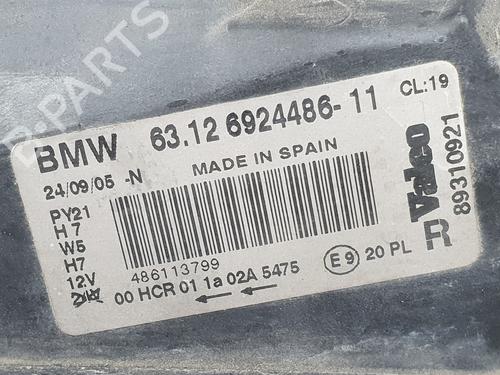 B-PARTS
BMW 63.12 6924486-11 CL:19
24/09/05 -N
MADE IN SPAIN
PY21
H7
W5
H7
12V
486113799
00 HCR 01 1a 02A 5475
E 9 20 PL
Valeo
89310921
R